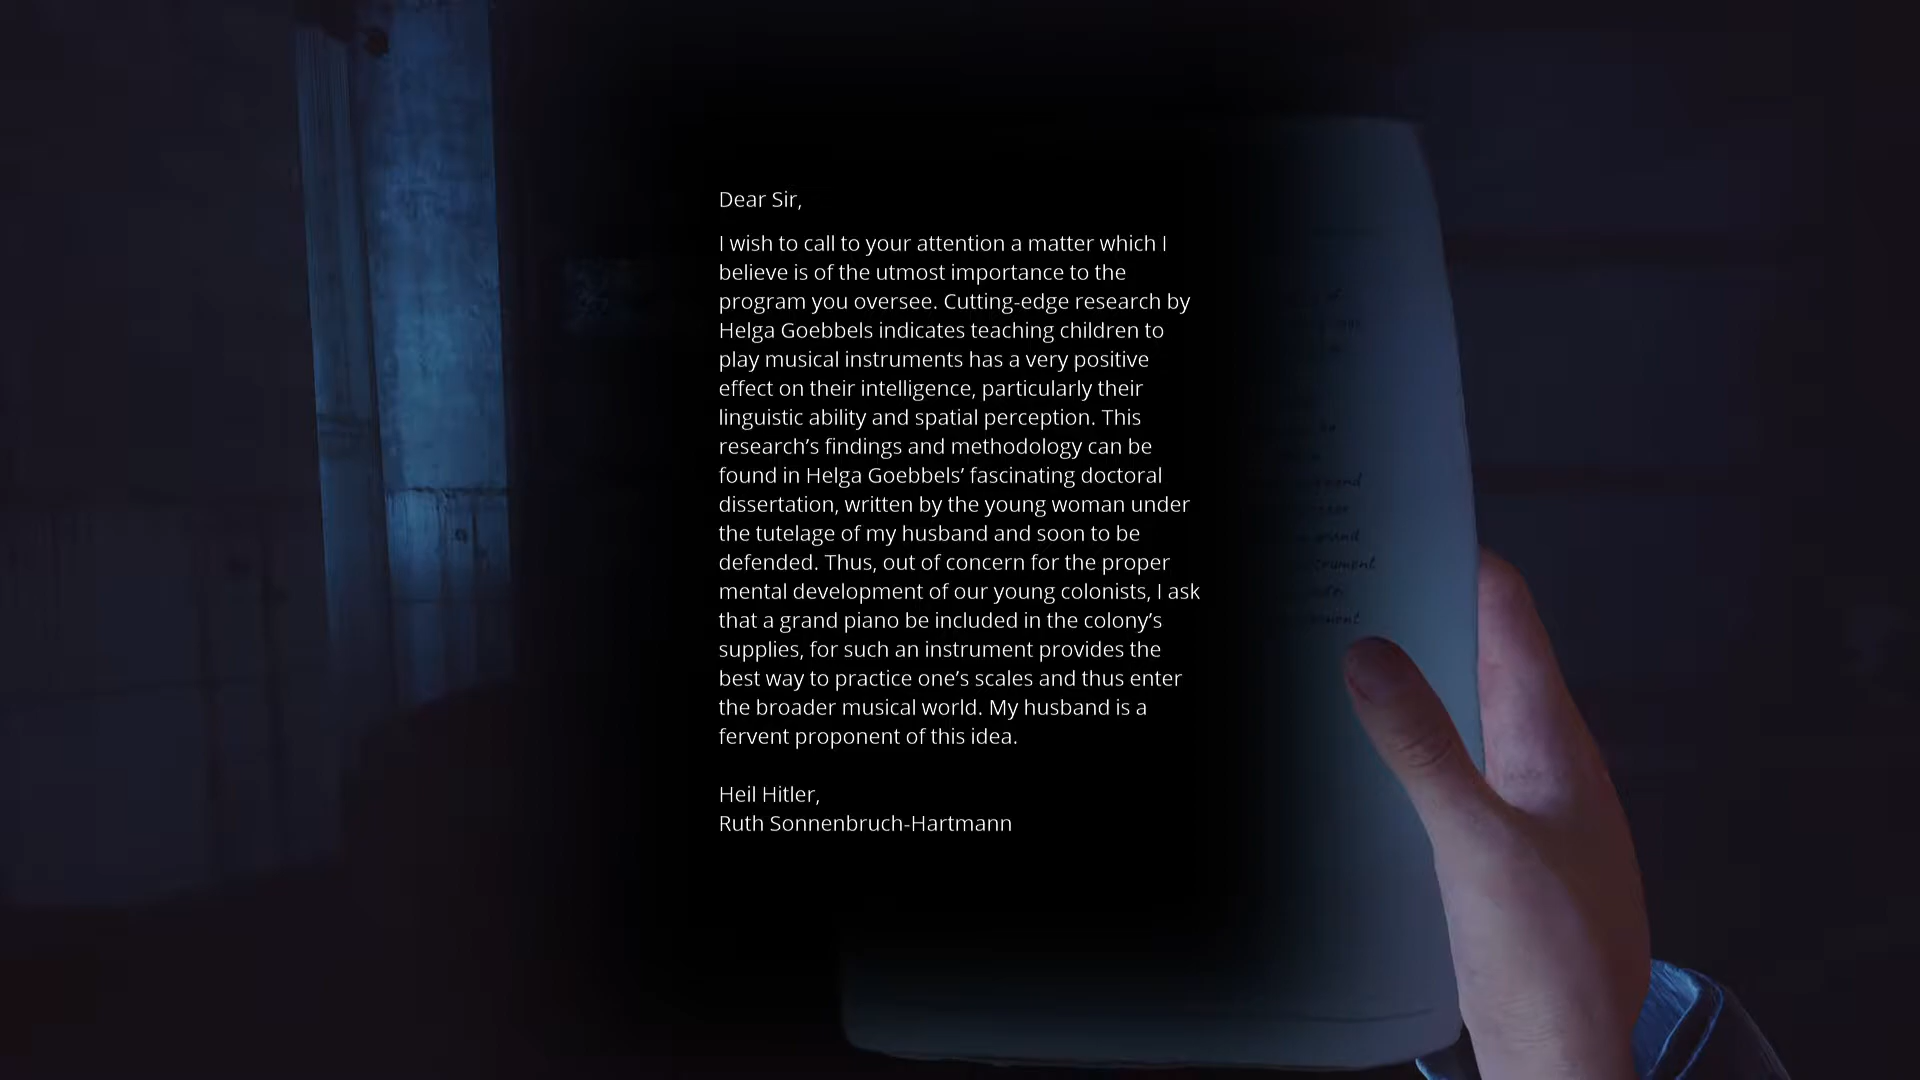 Dear Sir,
I wish to call to your attention a matter which I
believe is of the utmost importance to the
program you oversee. Cutting-edge research by
Helga Goebbels indicates teaching children to
play musical instruments has a very positive
effect on their intelligence, particularly their
linguistic ability and spatial perception. This
research’s findings and methodology can be
found in Helga Goebbels’ fascinating doctoral
dissertation, written by the young woman under
the tutelage of my husband and soon to be
defended. Thus, out of concern for the proper
mental development of our young colonists, I ask
that a grand piano be included in the colony’s
supplies, for such an instrument provides the
best way to practice one’s scales and thus enter
the broader musical world. My husband is a
fervent proponent of this idea.
Heil Hitler,
Ruth Sonnenbruch-Hartmann